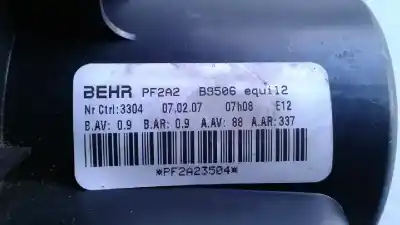 BEHR PF2A2 B8506 equi12
Nr Ctrl:3304 07.02.07 07h08 E12
B.AV: 0.9 B.AR: 0.9 A.AV: 88 A.AR:337
*PF2A23504*